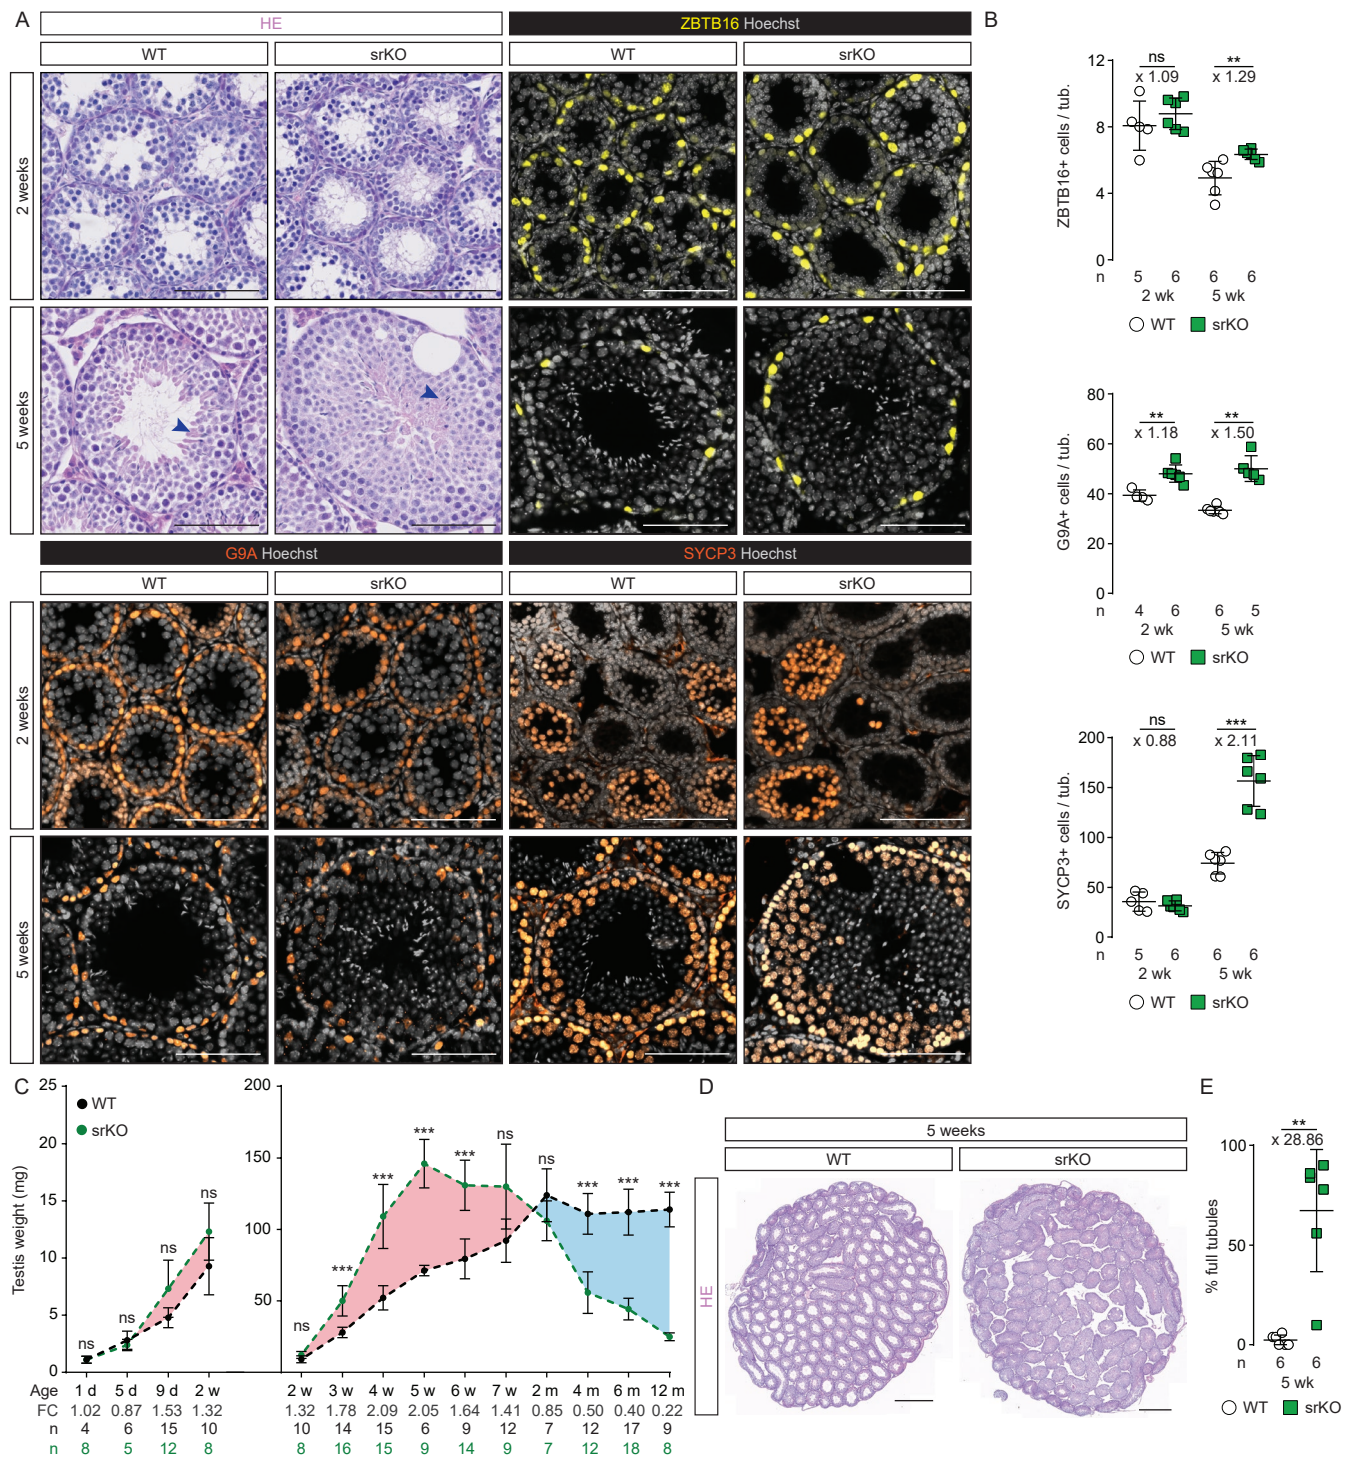 A
HE
ZBTB16 Hoechst
WT
srKO
WT
srKO
2 weeks
5 weeks
G9A Hoechst
SYCP3 Hoechst
WT
srKO
WT
srKO
2 weeks
5 weeks
B
ZBTB16+ cells / tub.
12
8
4
0
ns
x 1.09
**
x 1.29
n
5 6 6 6
2 wk 5 wk
WT srKO
G9A+ cells / tub.
80
60
40
20
0
**
x 1.18
**
x 1.50
n
4 6 6 5
2 wk 5 wk
WT srKO
SYCP3+ cells / tub.
200
150
100
50
0
ns
x 0.88
***
x 2.11
n
5 6 6 6
2 wk 5 wk
WT srKO
C
Testis weight (mg)
25
20
15
10
5
0
WT
srKO
ns ns ns ns
200
150
100
50
ns *** *** *** *** ns ns *** *** ***
Age 1 d 5 d 9 d 2 w 2 w 3 w 4 w 5 w 6 w 7 w 2 m 4 m 6 m 12 m
FC 1.02 0.87 1.53 1.32 1.32 1.78 2.09 2.05 1.64 1.41 0.85 0.50 0.40 0.22
n 4 6 15 10 10 14 15 6 9 12 7 12 17 9
n 8 5 12 8 8 16 15 9 14 9 7 12 18 8
D
5 weeks
WT
srKO
HE
E
% full tubules
100
50
0
**
x 28.86
n
6 6
5 wk
WT srKO